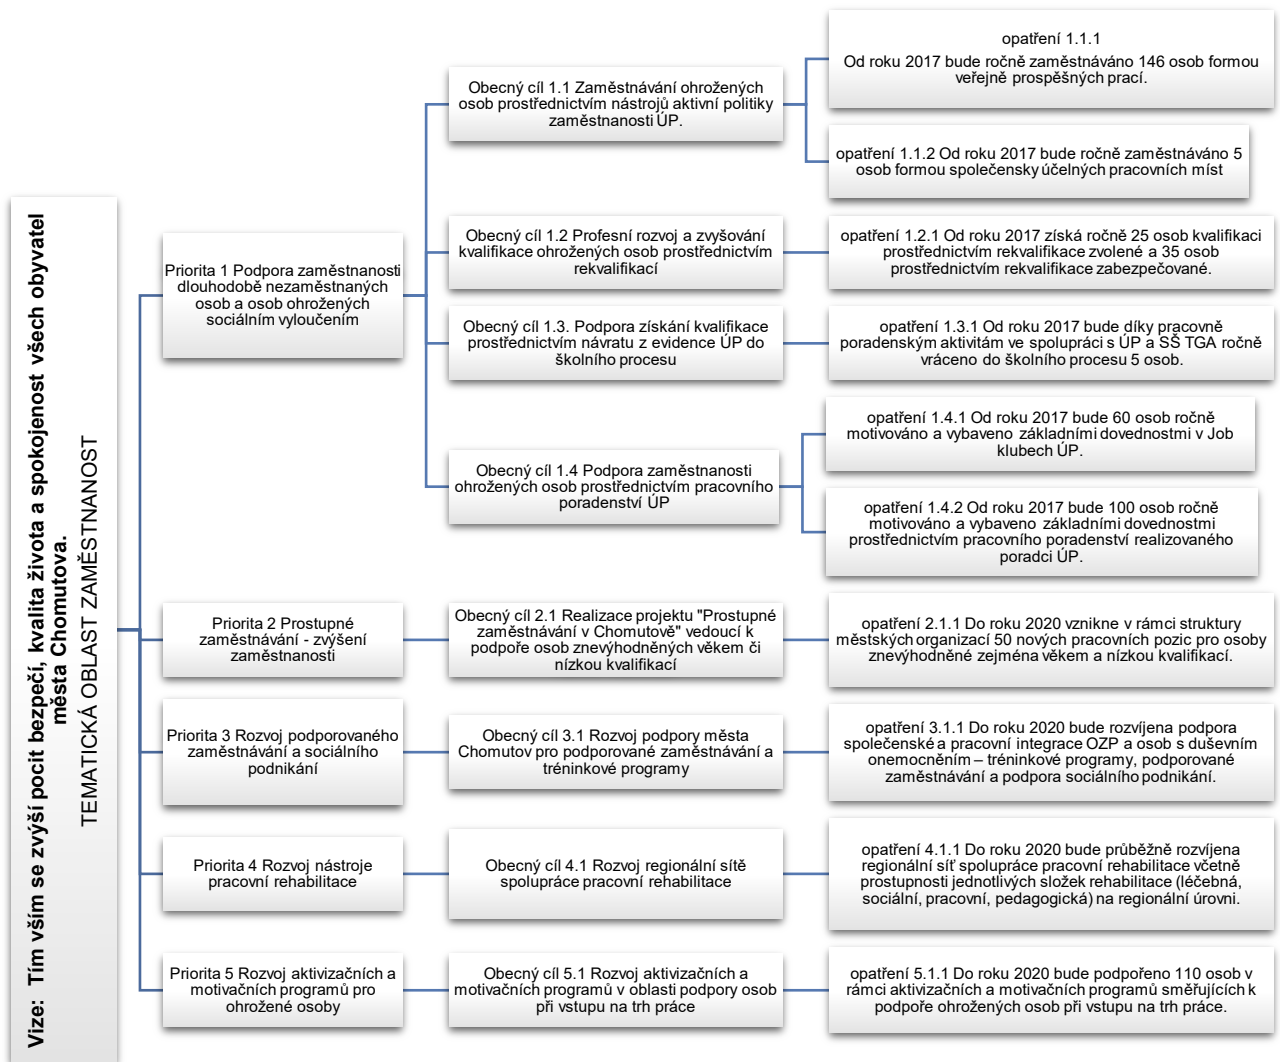 Vize: Tím vším se zvýší pocit bezpečí, kvalita života a spokojenost všech obyvatel
města Chomutova.
TEMATICKÁ OBLAST ZAMĚSTNANOST
Priorita 1 Podpora zaměstnanosti
dlouhodobě nezaměstnaných
osob a osob ohrožených
sociálním vyloučením
Obecný cíl 1.1 Zaměstnávání ohrožených
osob prostřednictvím nástrojů aktivní politiky
zaměstnanosti ÚP.
opatření 1.1.1
Od roku 2017 bude ročně zaměstnáváno 146 osob formou
veřejně prospěšných prací.
opatření 1.1.2 Od roku 2017 bude ročně zaměstnáváno 5
osob formou společensky účelných pracovních míst
Obecný cíl 1.2 Profesní rozvoj a zvyšování
kvalifikace ohrožených osob prostřednictvím
rekvalifikací
opatření 1.2.1 Od roku 2017 získá ročně 25 osob kvalifikaci
prostřednictvím rekvalifikace zvolené a 35 osob
prostřednictvím rekvalifikace zabezpečované.
Obecný cíl 1.3. Podpora získání kvalifikace
prostřednictvím návratu z evidence ÚP do
školního procesu
opatření 1.3.1 Od roku 2017 bude díky pracovně
poradenským aktivitám ve spolupráci s ÚP a SŠ TGA ročně
vráceno do školního procesu 5 osob.
Obecný cíl 1.4 Podpora zaměstnanosti
ohrožených osob prostřednictvím pracovního
poradenství ÚP
opatření 1.4.1 Od roku 2017 bude 60 osob ročně
motivováno a vybaveno základními dovednostmi v Job
klubech ÚP.
opatření 1.4.2 Od roku 2017 bude 100 osob ročně
motivováno a vybaveno základními dovednostmi
prostřednictvím pracovního poradenství realizovaného
poradci ÚP.
Priorita 2 Prostupné
zaměstnávání - zvýšení
zaměstnanosti
Obecný cíl 2.1 Realizace projektu "Prostupné
zaměstnávání v Chomutově" vedoucí k
podpoře osob znevýhodněných věkem či
nízkou kvalifikací
opatření 2.1.1 Do roku 2020 vznikne v rámci struktury
městských organizací 50 nových pracovních pozic pro osoby
znevýhodněné zejména věkem a nízkou kvalifikací.
Priorita 3 Rozvoj podporovaného
zaměstnávání a sociálního
podnikání
Obecný cíl 3.1 Rozvoj podpory města
Chomutov pro podporované zaměstnávání a
tréninkové programy
opatření 3.1.1 Do roku 2020 bude rozvíjena podpora
společenské a pracovní integrace OZP a osob s duševním
onemocněním – tréninkové programy, podporované
zaměstnávání a podpora sociálního podnikání.
Priorita 4 Rozvoj nástroje
pracovní rehabilitace
Obecný cíl 4.1 Rozvoj regionální sítě
spolupráce pracovní rehabilitace
opatření 4.1.1 Do roku 2020 bude průběžně rozvíjena
regionální síť spolupráce pracovní rehabilitace včetně
prostupnosti jednotlivých složek rehabilitace (léčebná,
sociální, pracovní, pedagogická) na regionální úrovni.
Priorita 5 Rozvoj aktivizačních a
motivačních programů pro
ohrožené osoby
Obecný cíl 5.1 Rozvoj aktivizačních a
motivačních programů v oblasti podpory osob
při vstupu na trh práce
opatření 5.1.1 Do roku 2020 bude podpořeno 110 osob v
rámci aktivizačních a motivačních programů směřujících k
podpoře ohrožených osob při vstupu na trh práce.